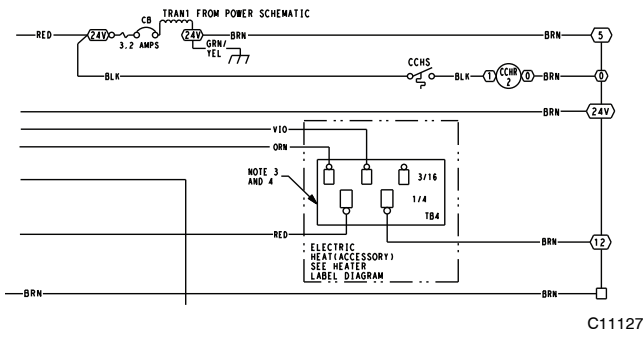 TRAN1 FROM POWER SCHEMATIC
CB
RED 24V 24V BRN BRN 5
3.2 AMPS
GRN/
YEL
CCHS
BLK BLK 1 CCHR 0 BRN 0
2
BRN 24V
VIO
ORN
NOTE 3
AND 4
3/16
1/4
TB4
RED BRN 12
ELECTRIC
HEAT(ACCESSORY)
SEE HEATER
LABEL DIAGRAM
BRN BRN
C11127